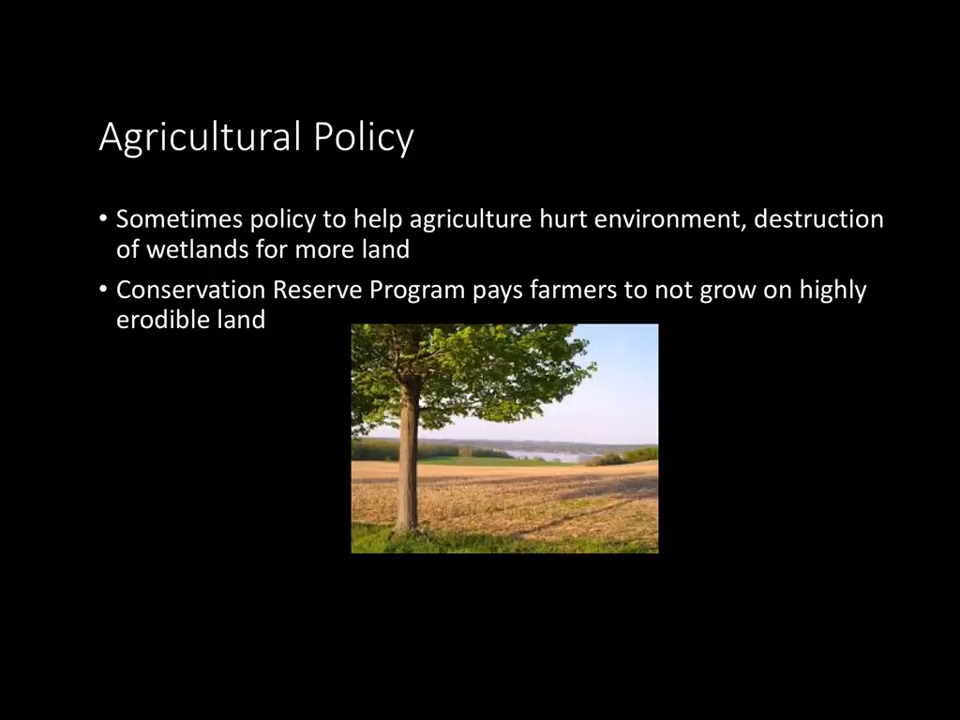 Agricultural Policy
• Sometimes policy to help agriculture hurt environment, destruction
of wetlands for more land
• Conservation Reserve Program pays farmers to not grow on highly
erodible land